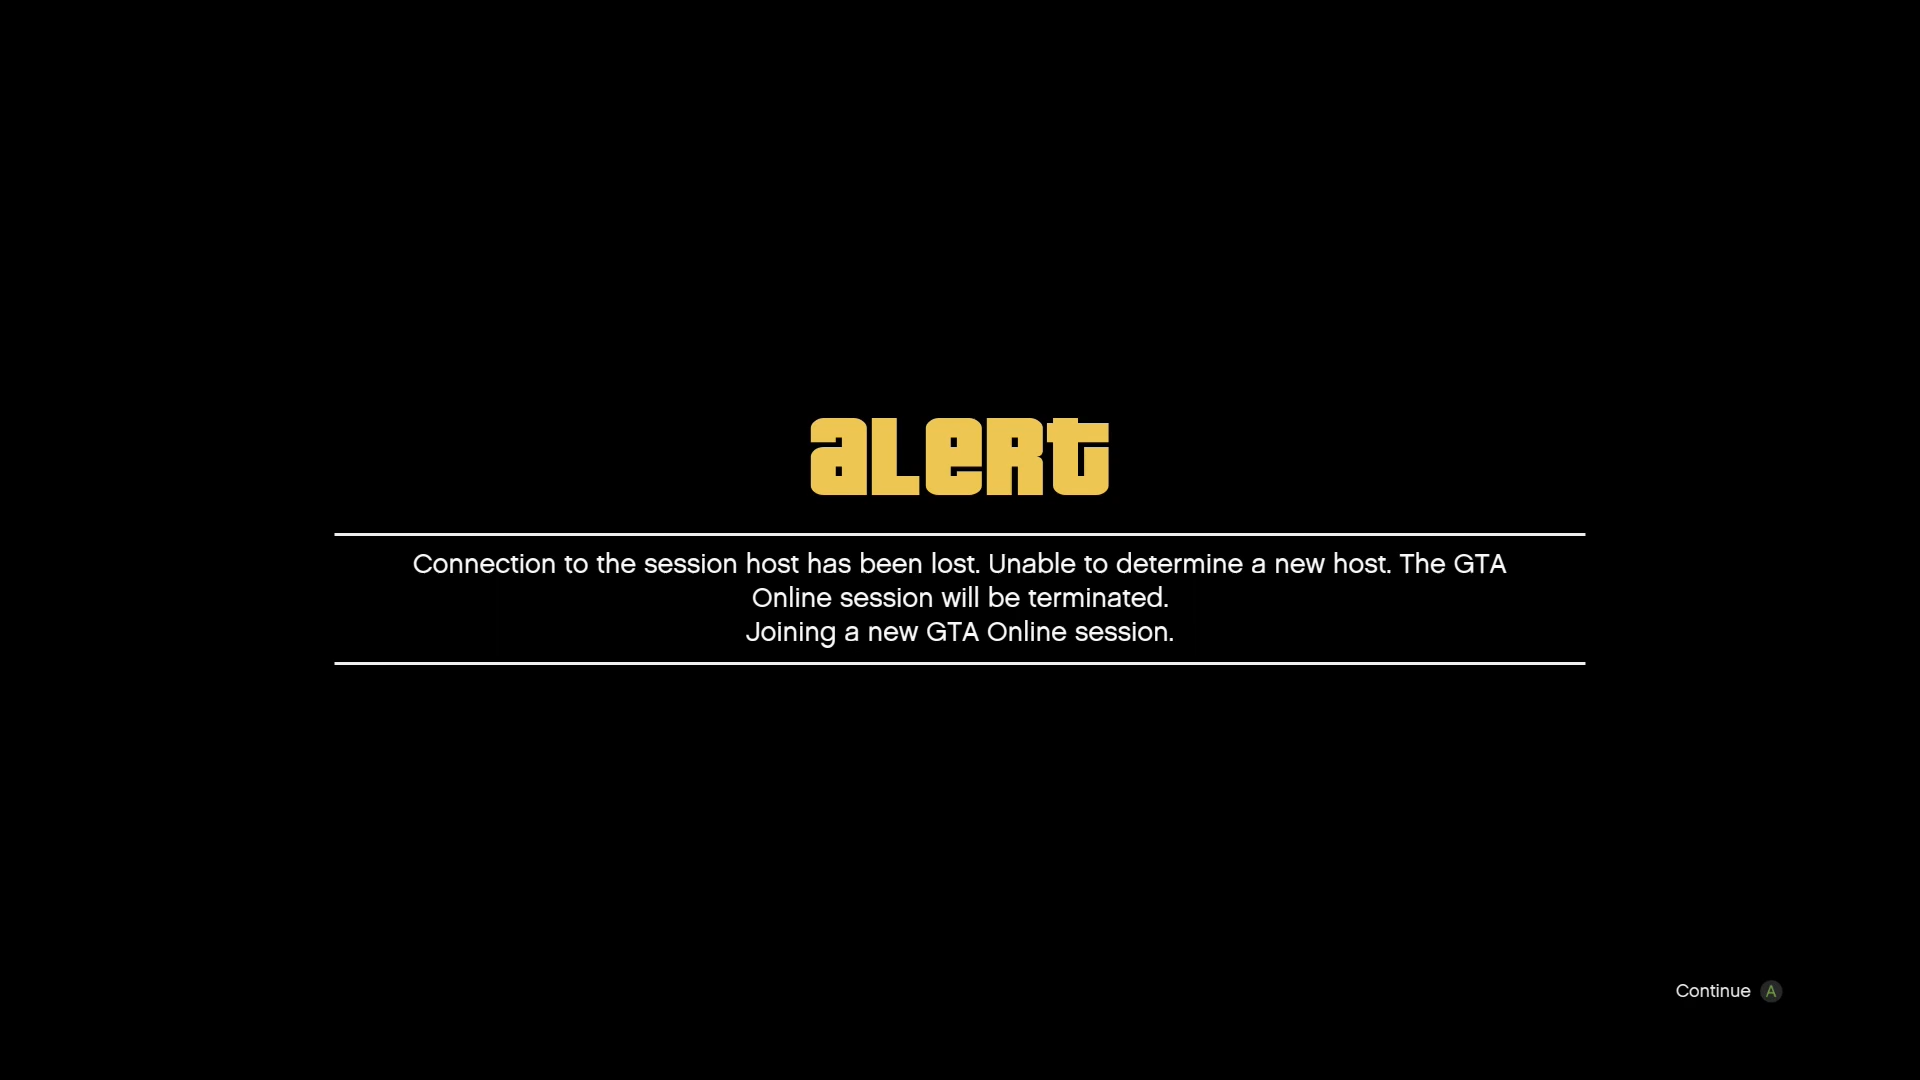 alert
Connection to the session host has been lost. Unable to determine a new host. The GTA
Online session will be terminated.
Joining a new GTA Online session.
Continue A